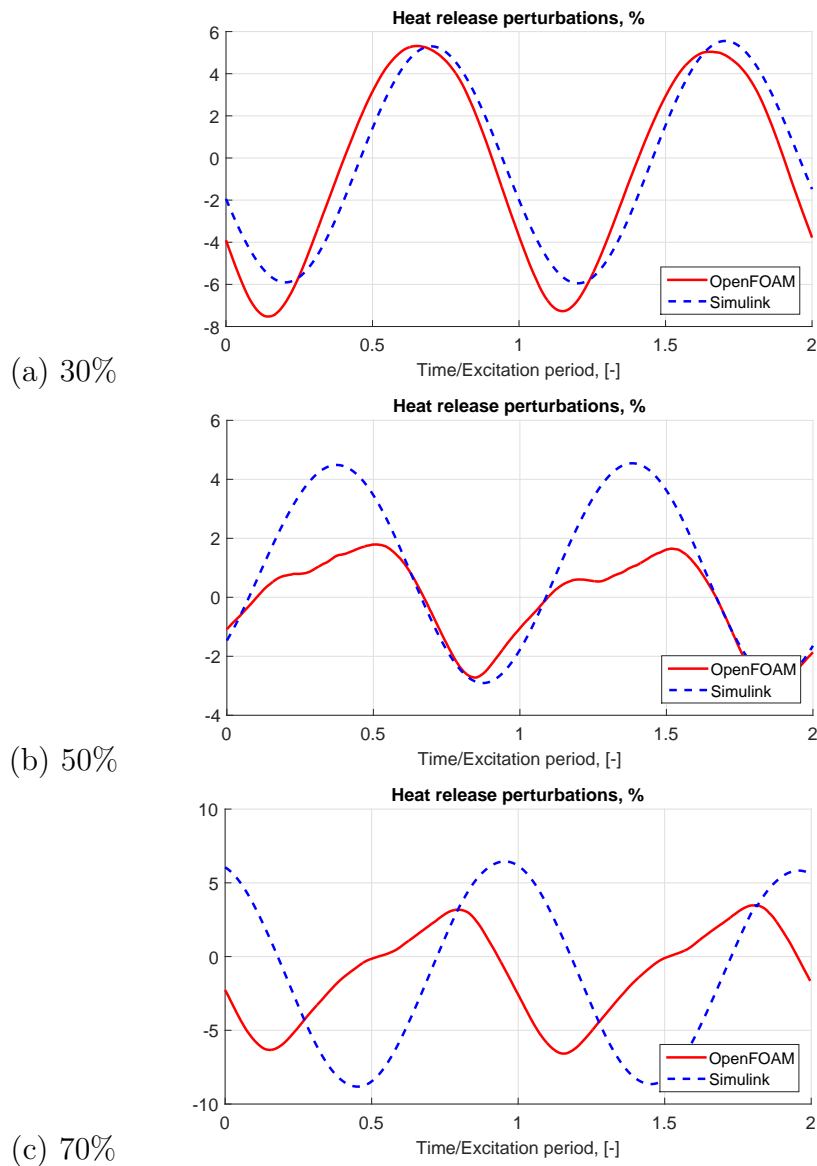 Heat release perturbations, %
6
4
2
0
-2
-4
-6
-8
OpenFOAM
Simulink
0 0.5 1 1.5 2
(a) 30%
Time/Excitation period, [-]
Heat release perturbations, %
6
4
2
0
-2
-4
OpenFOAM
Simulink
0 0.5 1 1.5 2
(b) 50%
Time/Excitation period, [-]
Heat release perturbations, %
10
5
0
-5
-10
OpenFOAM
Simulink
0 0.5 1 1.5 2
(c) 70%
Time/Excitation period, [-]